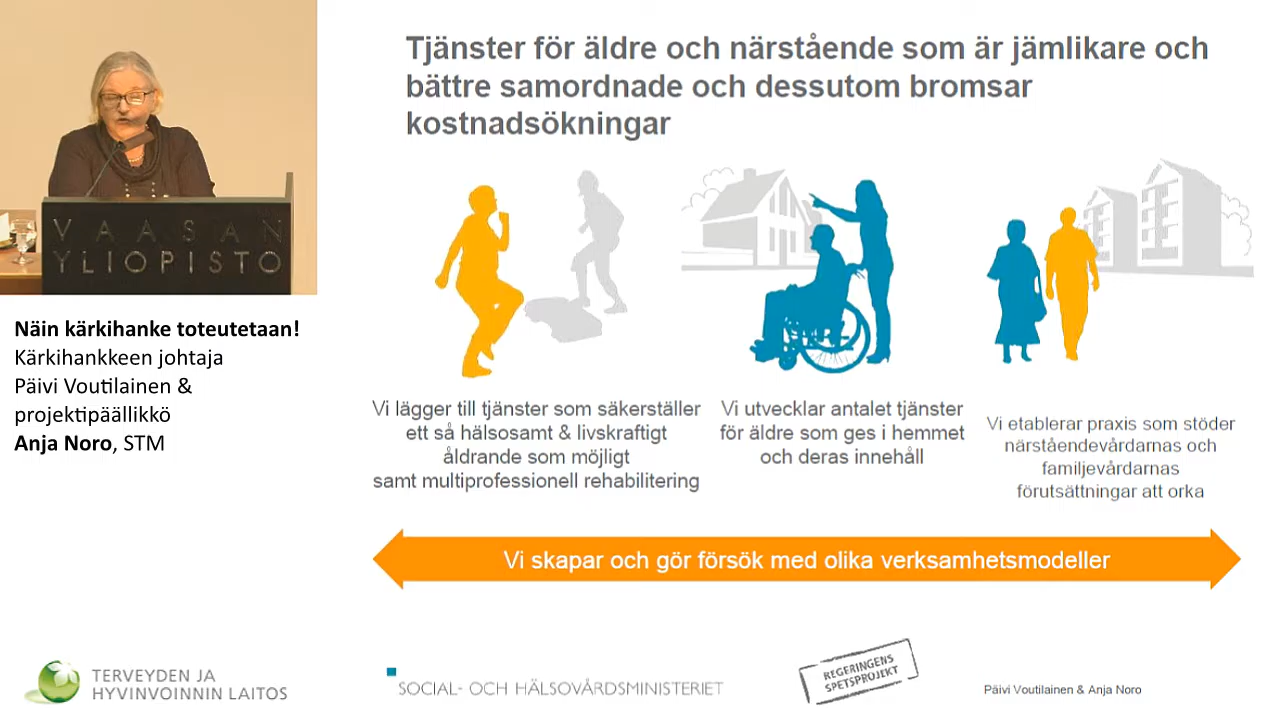 VAASAN
YLIOPISTO
Näin kärkihanke toteutetaan!
Kärkihankkeen johtaja
Päivi Voutilainen &
projektipäällikkö
Anja Noro, STM
Tjänster för äldre och närstående som är jämlikare och
bättre samordnade och dessutom bromsar
kostnadsökningar
Vi lägger till tjänster som säkerställer
ett så hälsosamt & livskraftigt
åldrande som möjligt
samt multiprofessionell rehabilitering
Vi utvecklar antalet tjänster
för äldre som ges i hemmet
och deras innehåll
Vi etablerar praxis som stöder
närståendevårdarnas och
familjevårdarnas
förutsättningar att orka
Vi skapar och gör försök med olika verksamhetsmodeller
TERVEYDEN JA
HYVINVOINNIN LAITOS
SOCIAL- OCH HÄLSOVÅRDSMINISTERIET
REGERINGENS
SPETSPROJEKT
Päivi Voutilainen & Anja Noro